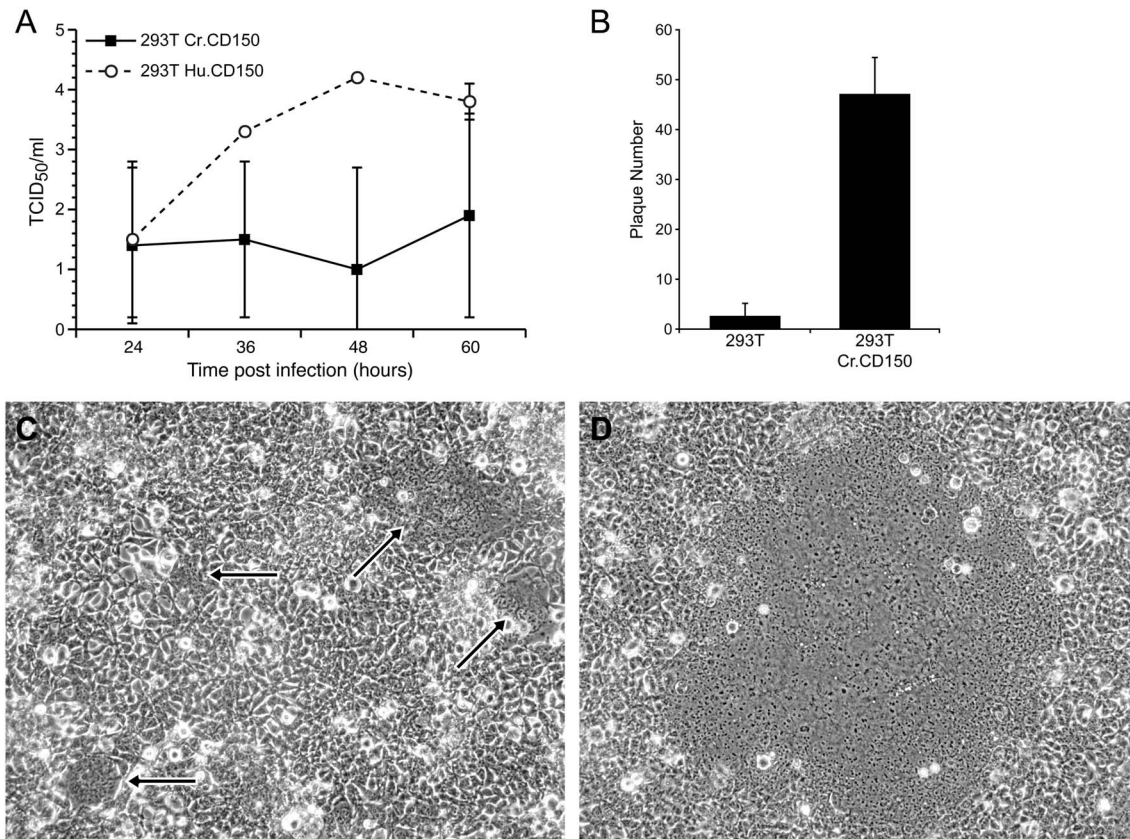 A
293T Cr.CD150
293T Hu.CD150
TCID50/ml
5
4
3
2
1
0
24
36
48
60
Time post infection (hours)
B
Plaque Number
60
50
40
30
20
10
0
293T
293T
Cr.CD150
C
D